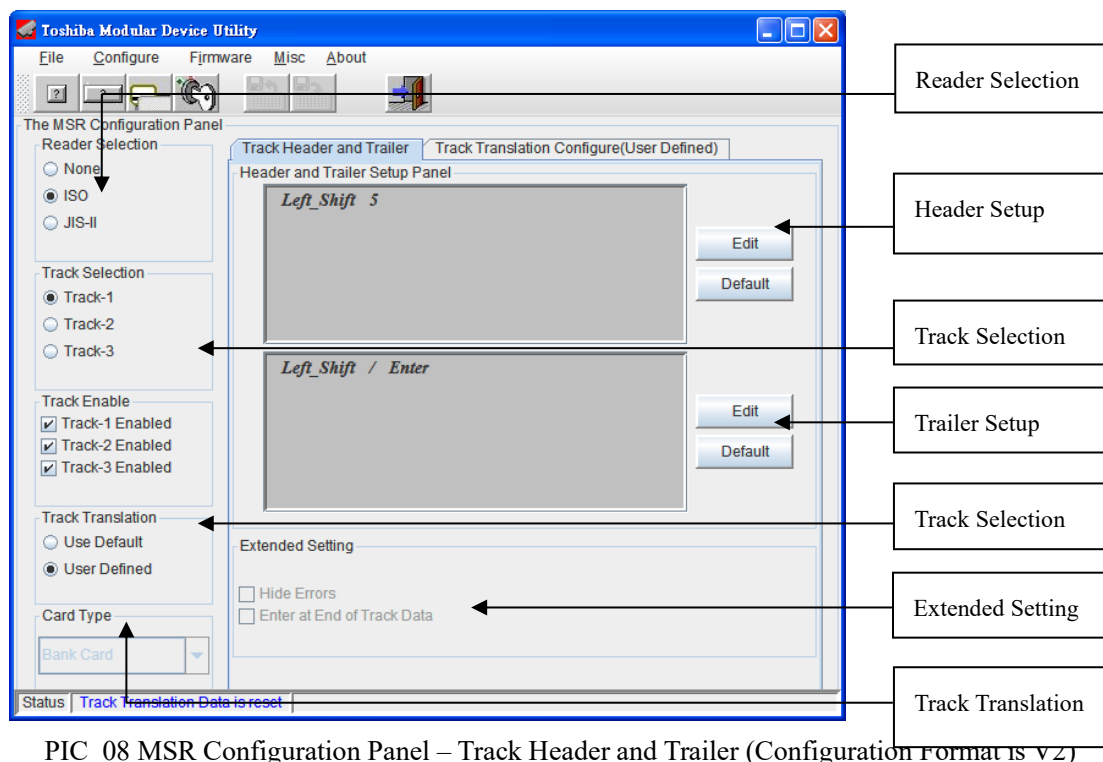 Toshiba Modular Device Utility
File Configure Firmware Misc About
? ?
The MSR Configuration Panel
Reader Selection
None
ISO
JIS-II
Track Selection
Track-1
Track-2
Track-3
Track Enable
Track-1 Enabled
Track-2 Enabled
Track-3 Enabled
Track Translation
Use Default
User Defined
Card Type
Bank Card
Track Header and Trailer Track Translation Configure(User Defined)
Header and Trailer Setup Panel
Left_Shift 5
Edit
Default
Left_Shift / Enter
Edit
Default
Extended Setting
Hide Errors
Enter at End of Track Data
Status Track Translation Data is reset
Reader Selection
Header Setup
Track Selection
Trailer Setup
Track Selection
Extended Setting
Track Translation
PIC 08 MSR Configuration Panel – Track Header and Trailer (Configuration Format is V2)